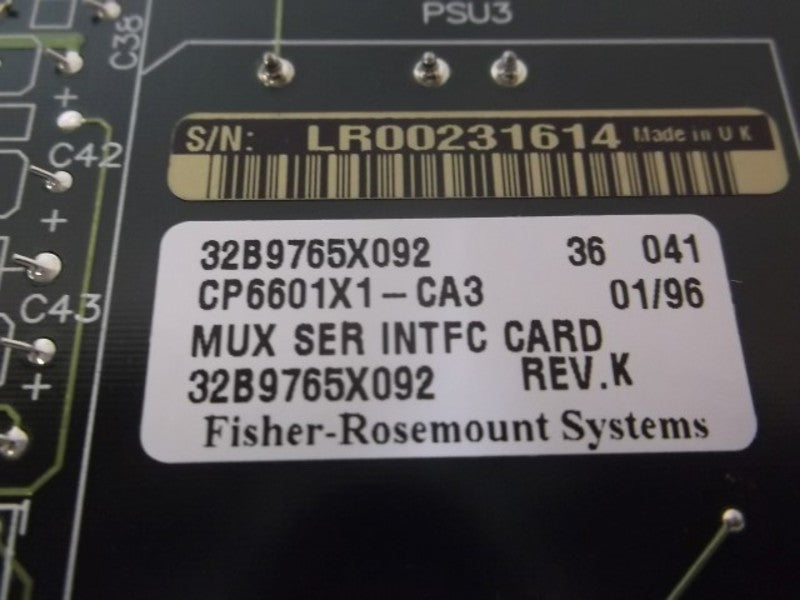 PSU3
C38
S/N: LR00231614 Made in U K
C42
32B9765X092 36 041
CP6601X1-CA3 01/96
C43
MUX SER INTFC CARD
32B9765X092 REV.K
Fisher-Rosemount Systems